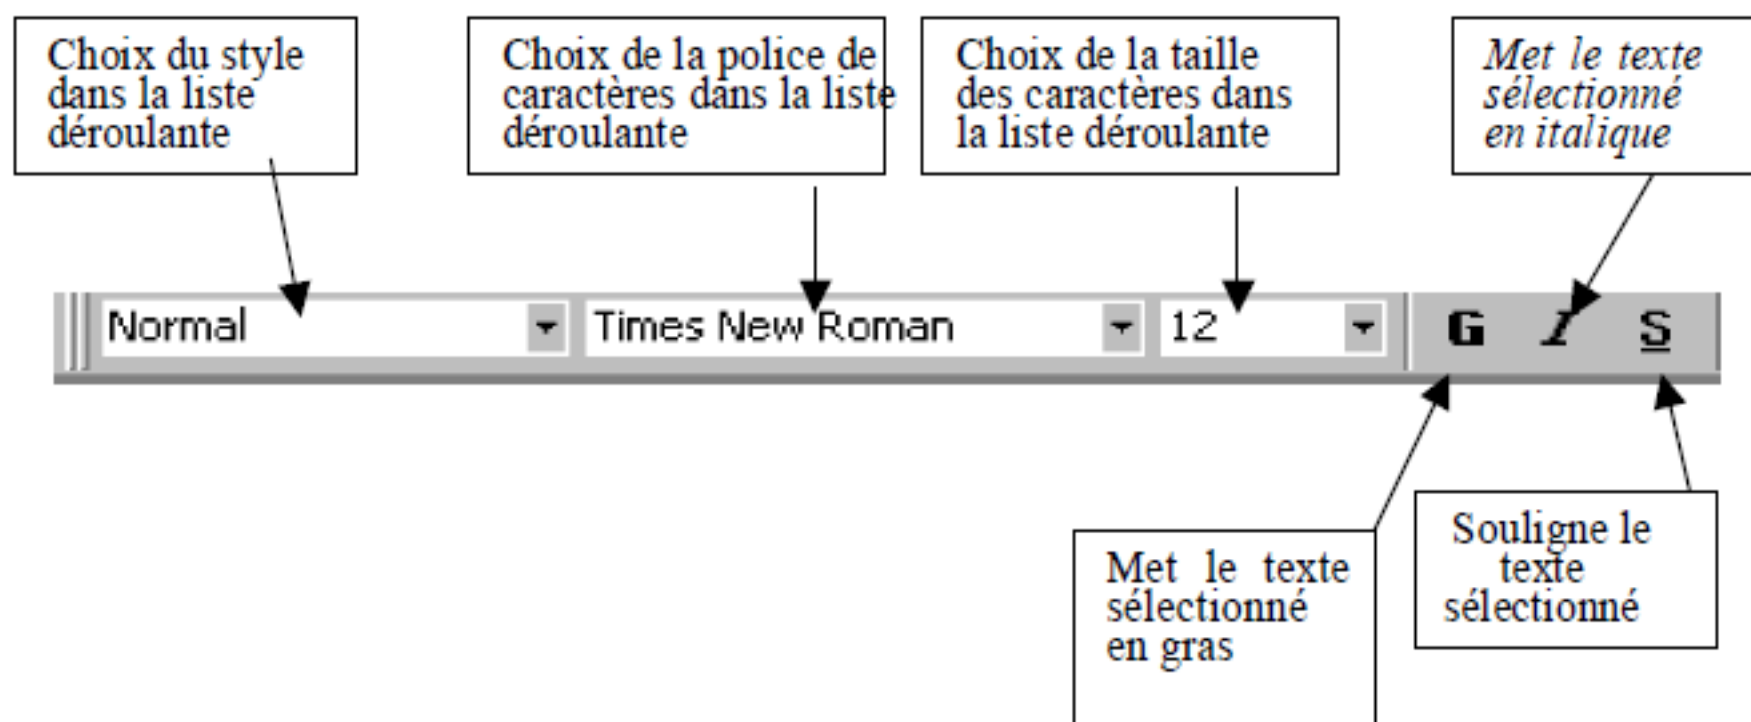 Choix du style
dans la liste
déroulante
Choix de la police de
caractères dans la liste
déroulante
Choix de la taille
des caractères dans
la liste déroulante
Met le texte
sélectionné
en italique
Normal
Times New Roman
12
G I S
Met le texte
sélectionné
en gras
Souligne le
texte
sélectionné